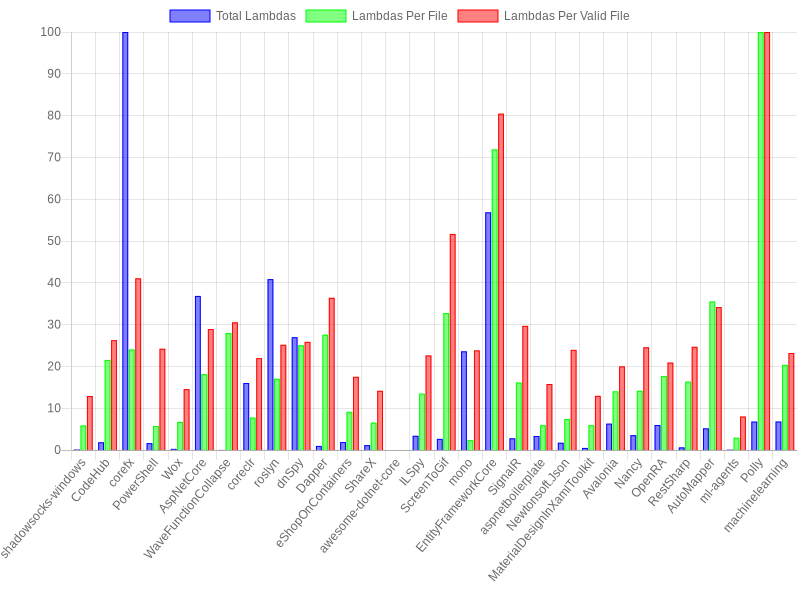 Total Lambdas Lambdas Per File Lambdas Per Valid File
100
90
80
70
60
50
40
30
20
10
0
shadowsocks-windows
CodeHub
corefx
PowerShell
Wox
AspNetCore
WaveFunctionCollapse
coreclr
roslyn
dnSpy
Dapper
eShopOnContainers
ShareX
awesome-dotnet-core
ILSpy
ScreenToGif
mono
EntityFrameworkCore
SignalR
aspnetboilerplate
Newtonsoft.Json
MaterialDesignInXamlToolkit
Avalonia
Nancy
OpenRA
RestSharp
AutoMapper
ml-agents
Polly
machinelearning